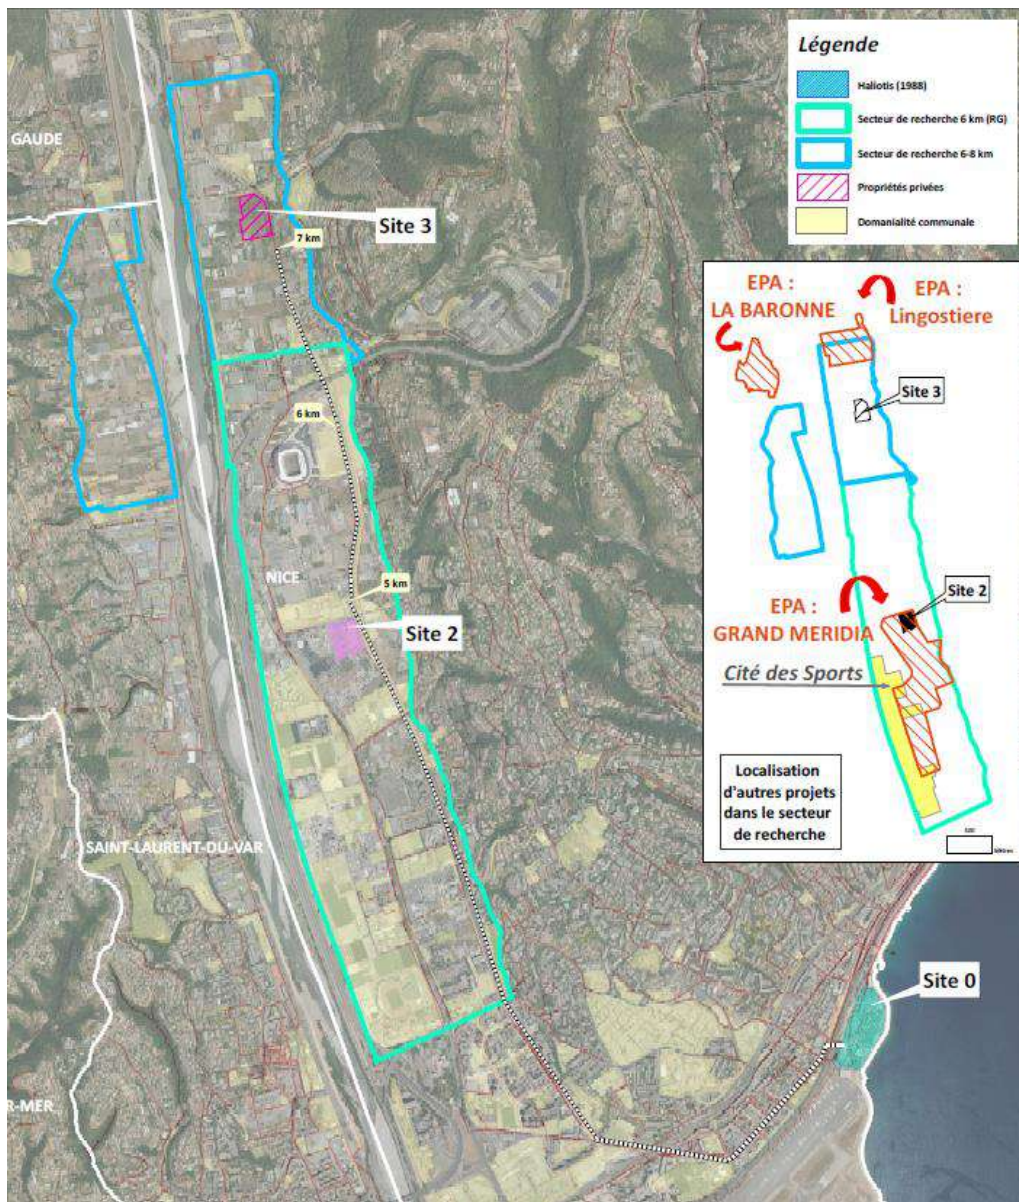 Légende
Haliotis (1988)
Secteur de recherche 6 km (RG)
Secteur de recherche 6-8 km
Propriétés privées
Domanialité communale
GAUDE
Site 3
7 km
6 km
NICE
5 km
Site 2
SAINT-LAURENT-DU-VAR
Site 0
R-MER
EPA :
LA BARONNE
EPA :
Lingostiere
Site 3
Site 2
EPA :
GRAND MERIDIA
Cité des Sports
Localisation
d'autres projets
dans le secteur
de recherche